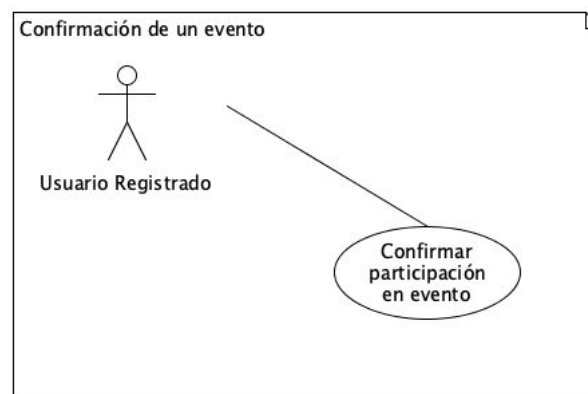 Confirmación de un evento
Usuario Registrado
Confirmar
participación
en evento